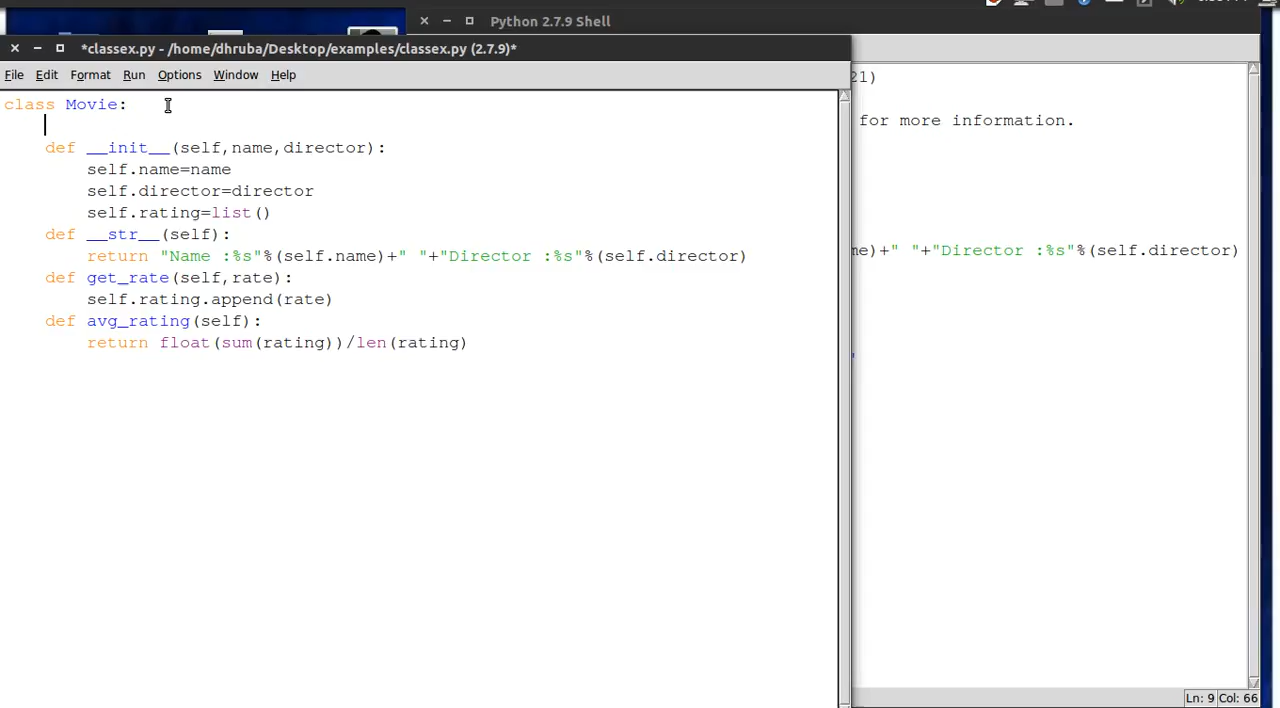 Python 2.7.9 Shell
*classex.py - /home/dhruba/Desktop/examples/classex.py (2.7.9)*
File Edit Format Run Options Window Help
21)
class Movie:
for more information.
def __init__(self,name,director):
self.name=name
self.director=director
self.rating=list()
def __str__(self):
return "Name :%s"%(self.name)+" "+"Director :%s"%(self.director)
me)+" "+"Director :%s"%(self.director)
def get_rate(self,rate):
self.rating.append(rate)
def avg_rating(self):
return float(sum(rating))/len(rating)
Ln: 9 Col: 66